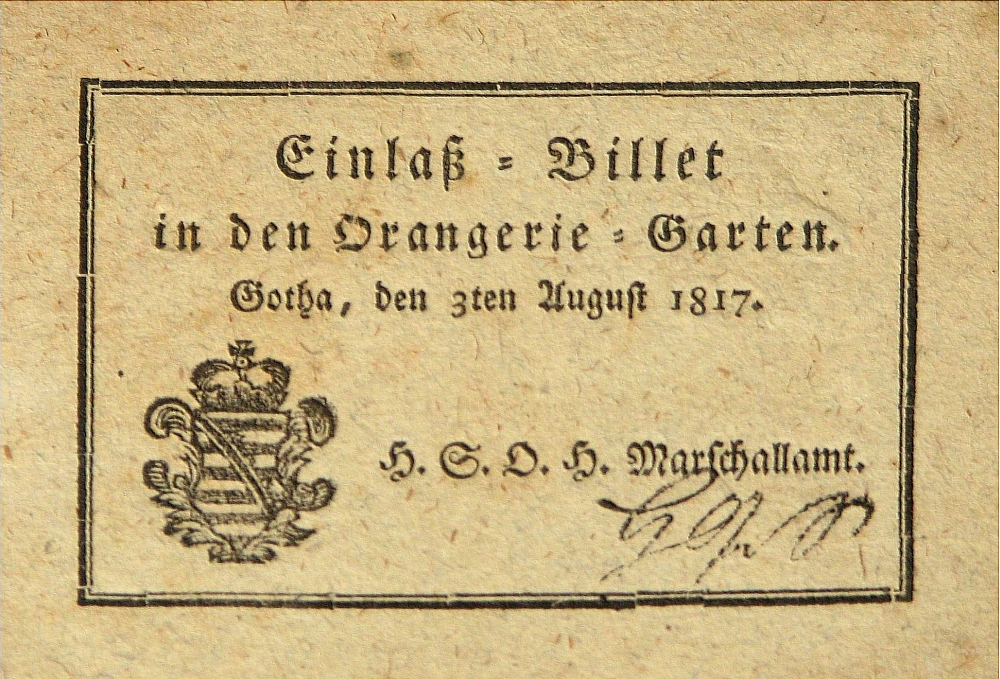 Einlaß = Billet
in den Orangerie = Garten.
Gotha, den 3ten August 1817.
H. S. O. H. Marschallamt.